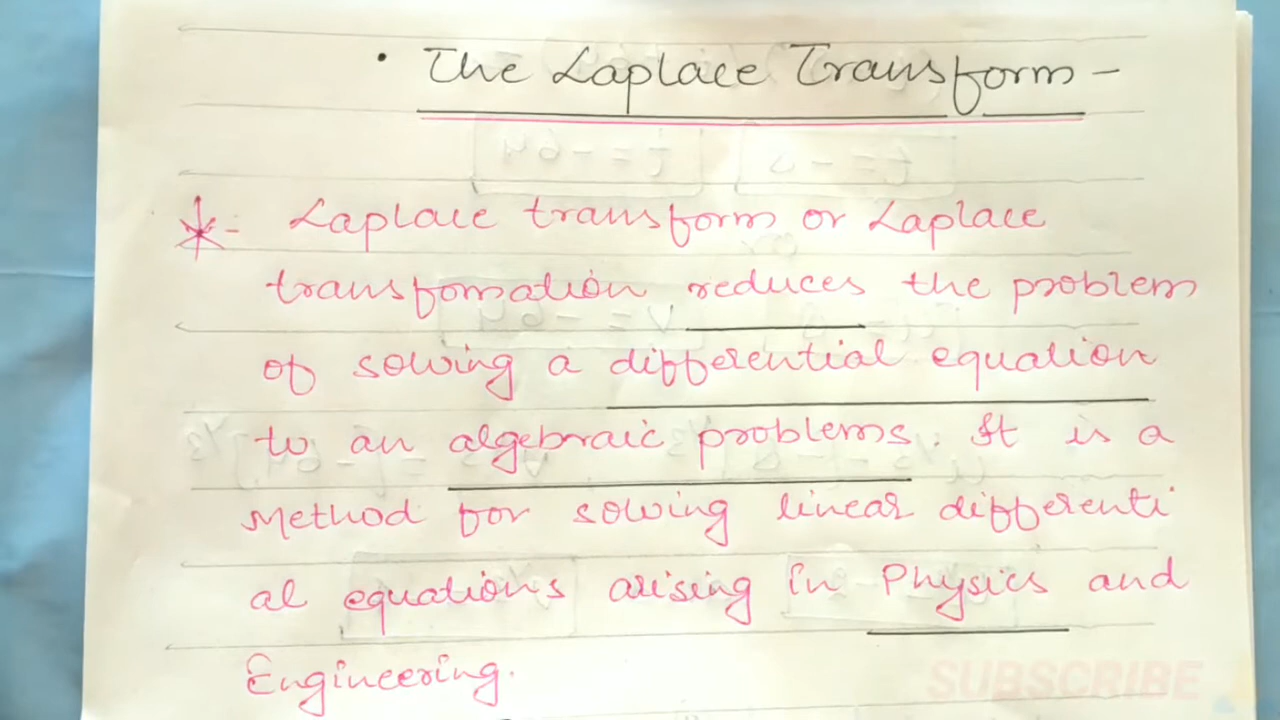 • The Laplace Transform -
*- Laplace transform or Laplace
transformation reduces the problem
of solving a differential equation
to an algebraic problems. It is a
Method for solving linear differenti
al equations arising in Physics and
Engineering.
SUBSCRIBE